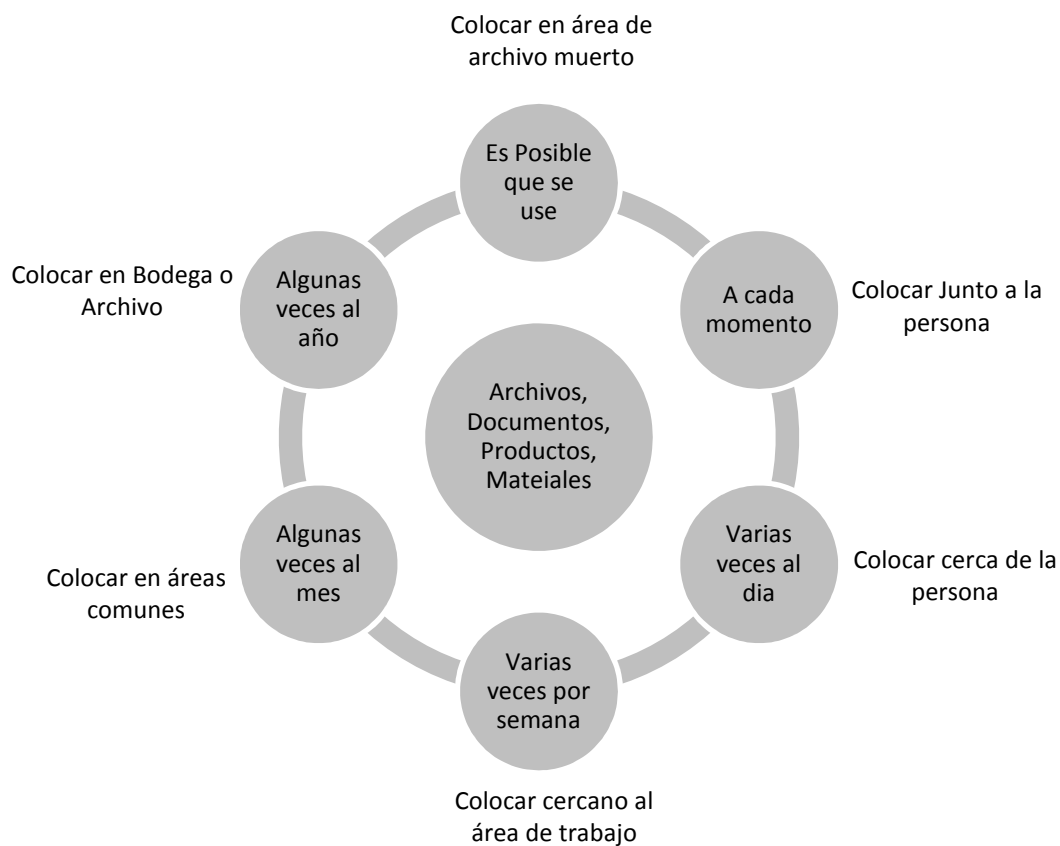 Colocar en área de
archivo muerto
Es Posible
que se
use
A cada
momento
Colocar Junto a la
persona
Varias
veces al
dia
Colocar cerca de la
persona
Varias
veces por
semana
Colocar cercano al
área de trabajo
Algunas
veces al
mes
Colocar en áreas
comunes
Algunas
veces al
año
Colocar en Bodega o
Archivo
Archivos,
Documentos,
Productos,
Mateiales